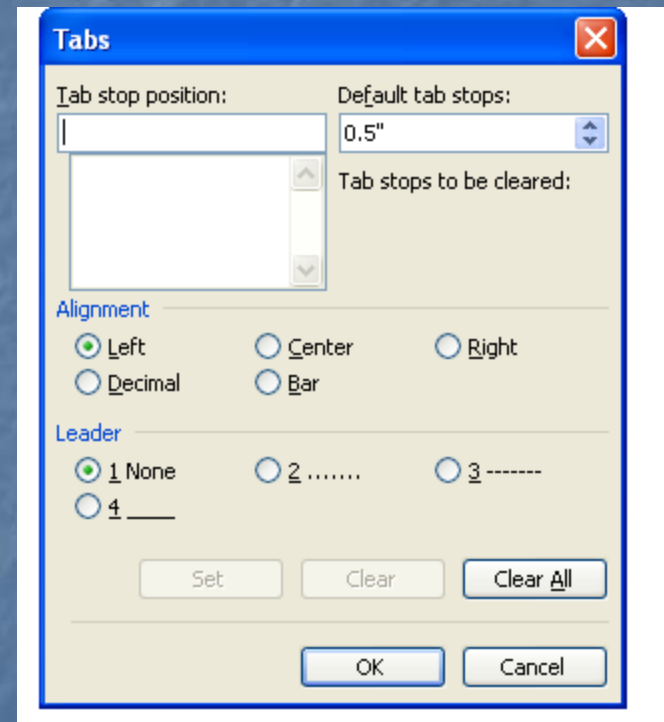 Tabs
Tab stop position: Default tab stops:
0.5"
Tab stops to be cleared:
Alignment
Left Center Right
Decimal Bar
Leader
1 None 2 ....... 3 -------
4 ____
Set Clear Clear All
OK Cancel